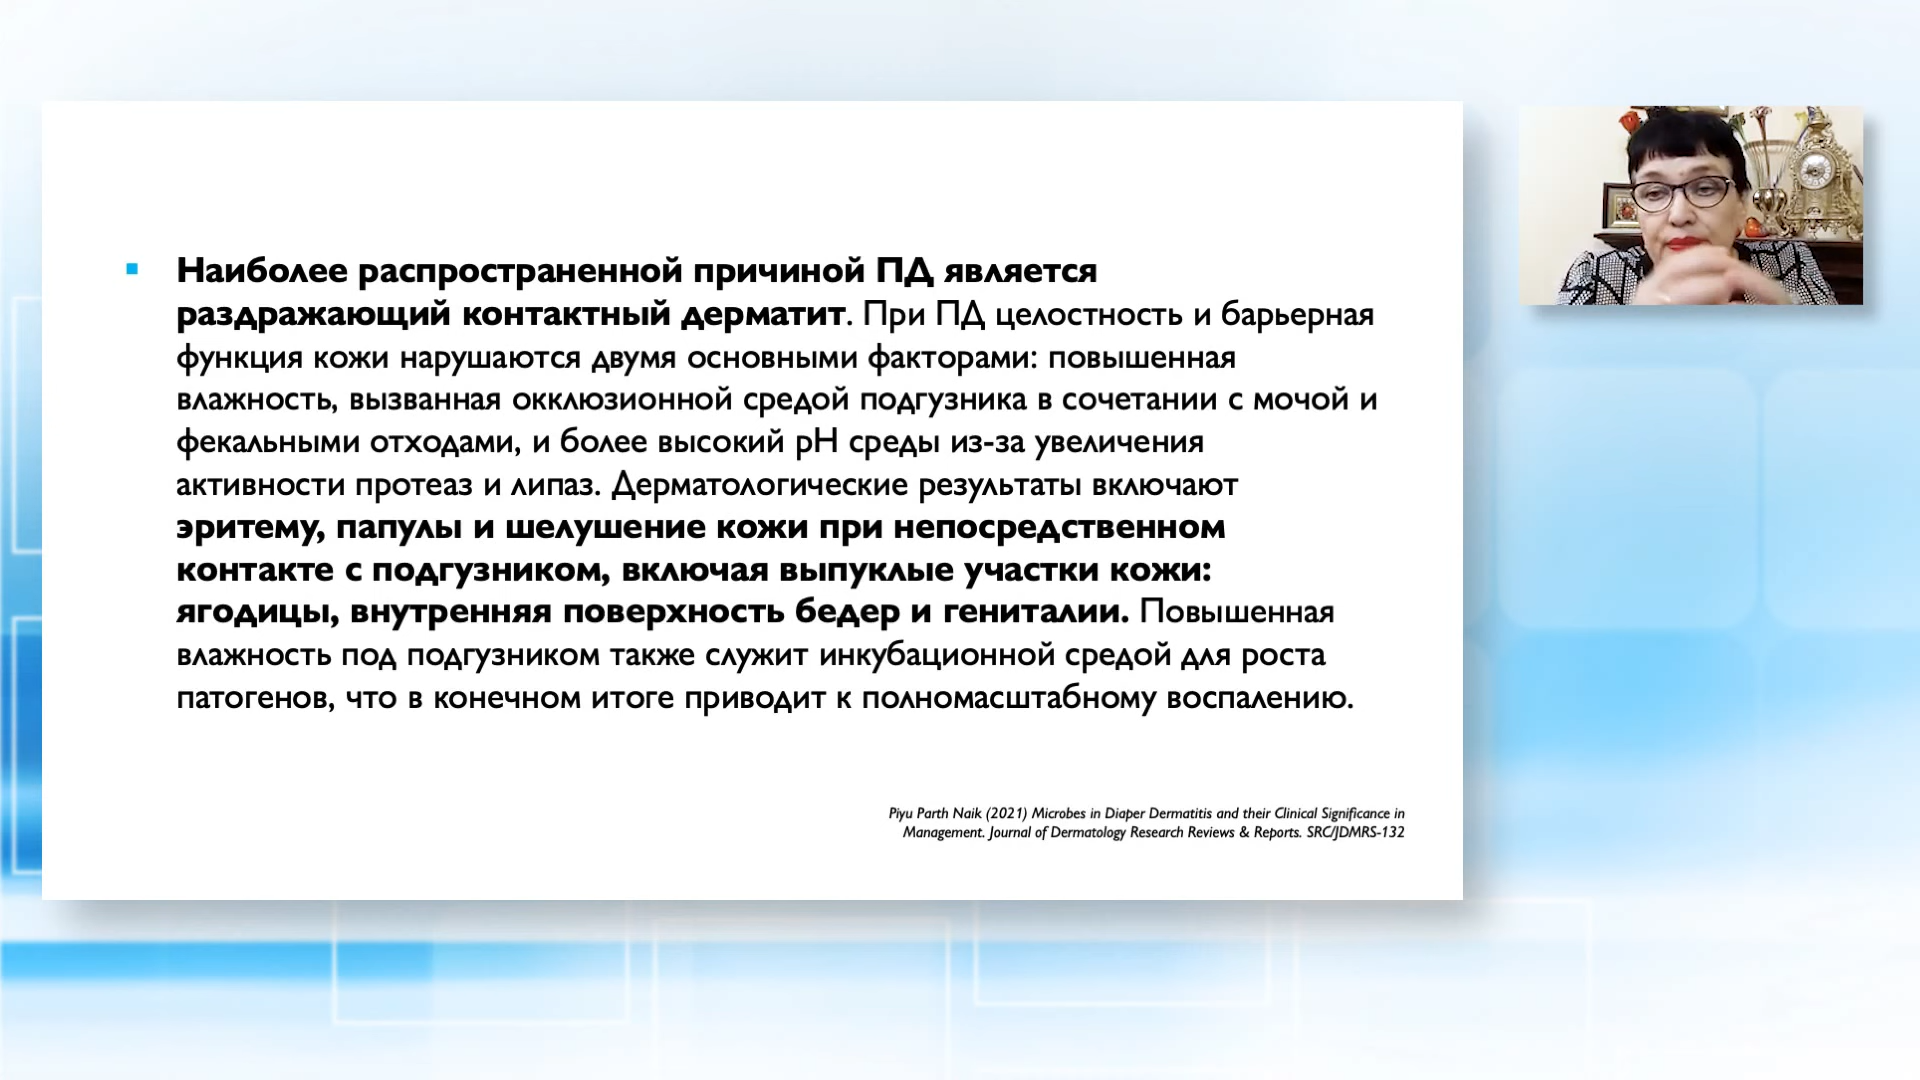 Наиболее распространенной причиной ПД является
раздражающий контактный дерматит. При ПД целостность и барьерная
функция кожи нарушаются двумя основными факторами: повышенная
влажность, вызванная окклюзионной средой подгузника в сочетании с мочой и
фекальными отходами, и более высокий pH среды из-за увеличения
активности протеаз и липаз. Дерматологические результаты включают
эритему, папулы и шелушение кожи при непосредственном
контакте с подгузником, включая выпуклые участки кожи:
ягодицы, внутренняя поверхность бедер и гениталии. Повышенная
влажность под подгузником также служит инкубационной средой для роста
патогенов, что в конечном итоге приводит к полномасштабному воспалению.
Piyu Parth Naik (2021) Microbes in Diaper Dermatitis and their Clinical Significance in
Management. Journal of Dermatology Research Reviews & Reports. SRC/JDMRS-132